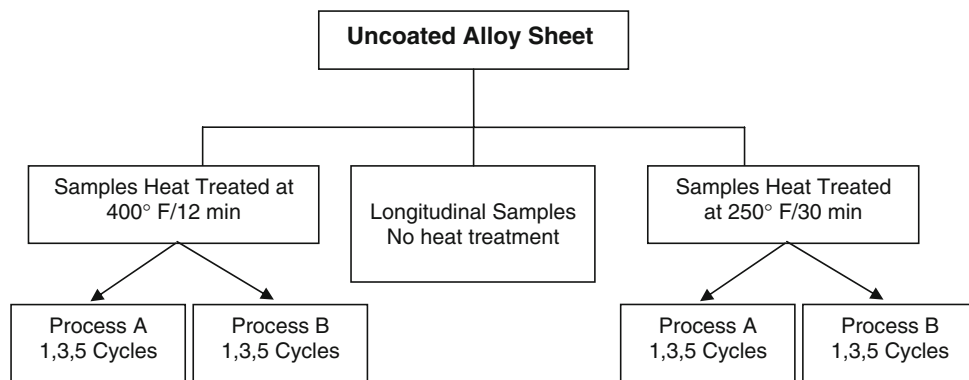 Uncoated Alloy Sheet
Samples Heat Treated at
400° F/12 min
Longitudinal Samples
No heat treatment
Samples Heat Treated
at 250° F/30 min
Process A
1,3,5 Cycles
Process B
1,3,5 Cycles
Process A
1,3,5 Cycles
Process B
1,3,5 Cycles